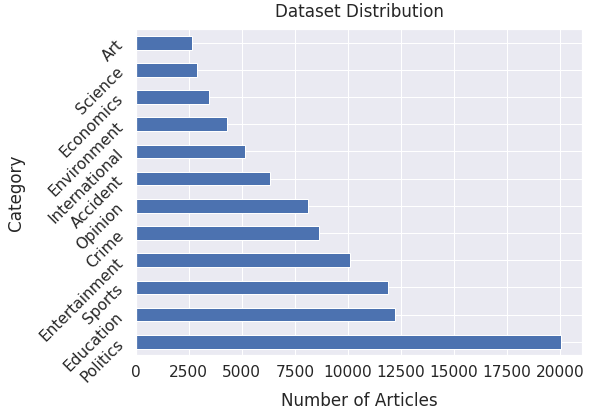 Dataset Distribution
Art
Science
Economics
Environment
International
Accident
Opinion
Crime
Entertainment
Sports
Education
Politics
Category
0 2500 5000 7500 10000 12500 15000 17500 20000
Number of Articles